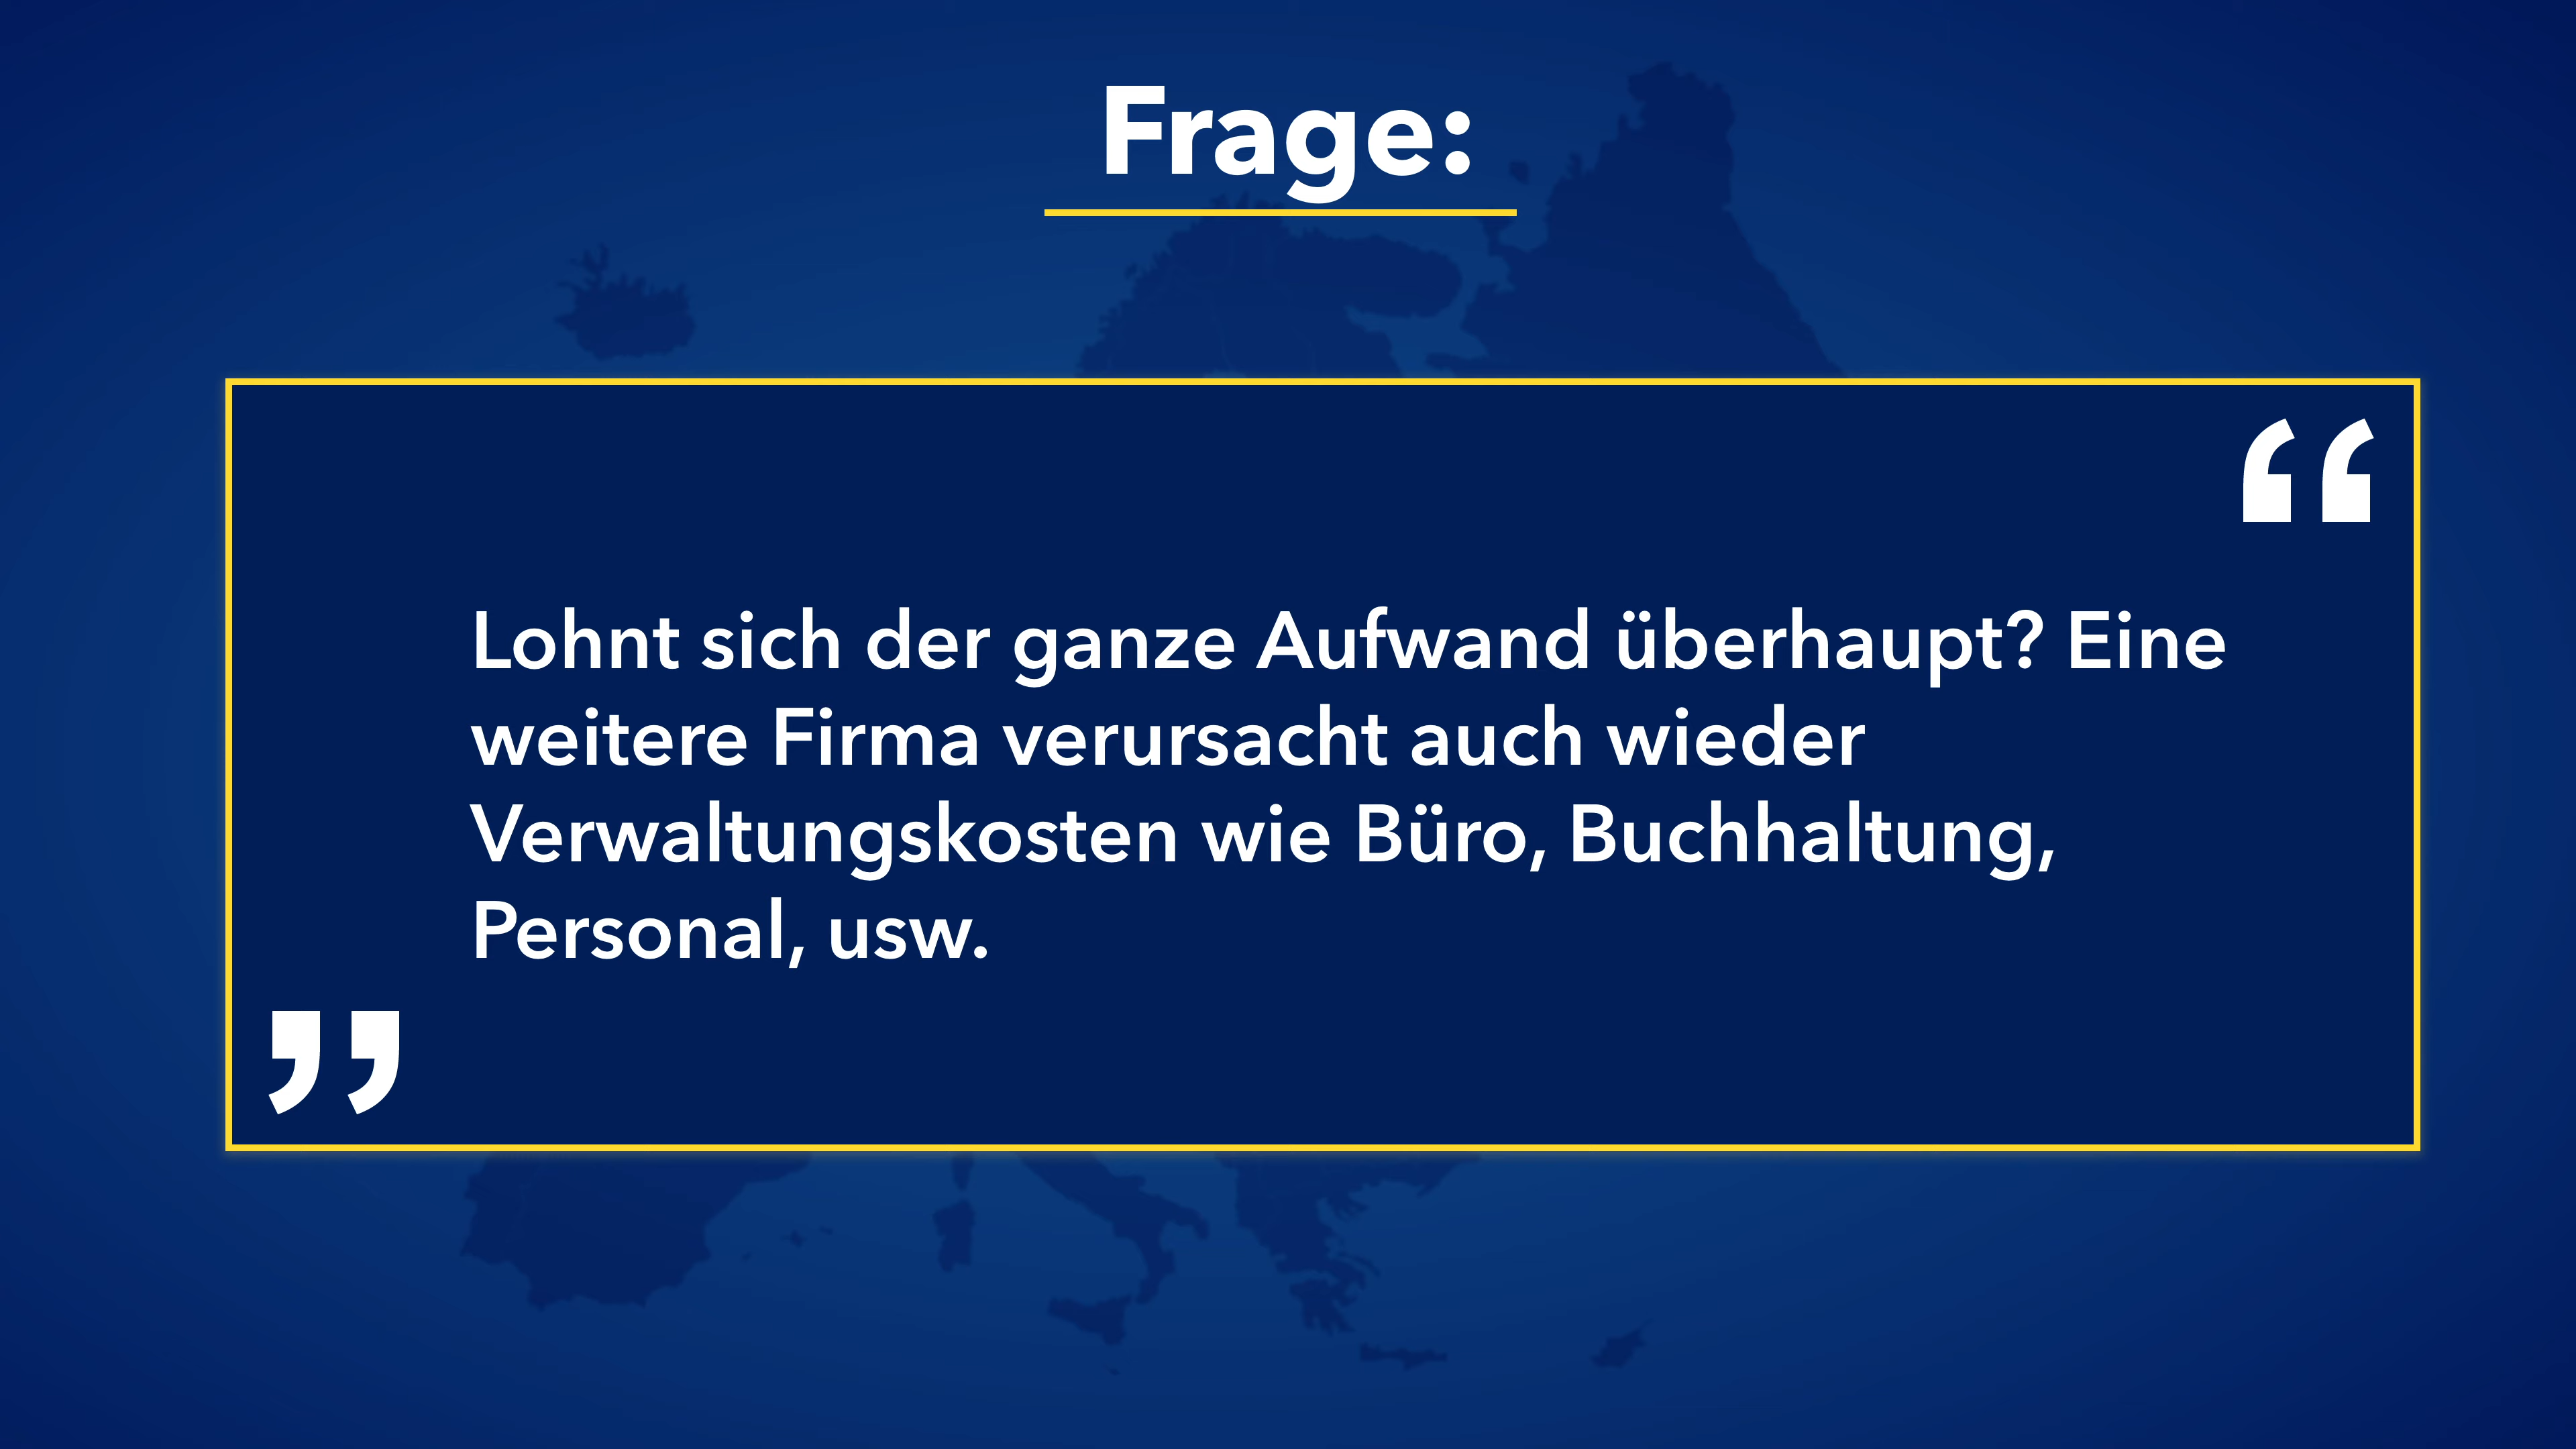 Frage:
“
Lohnt sich der ganze Aufwand überhaupt? Eine
weitere Firma verursacht auch wieder
Verwaltungskosten wie Büro, Buchhaltung,
Personal, usw.
”